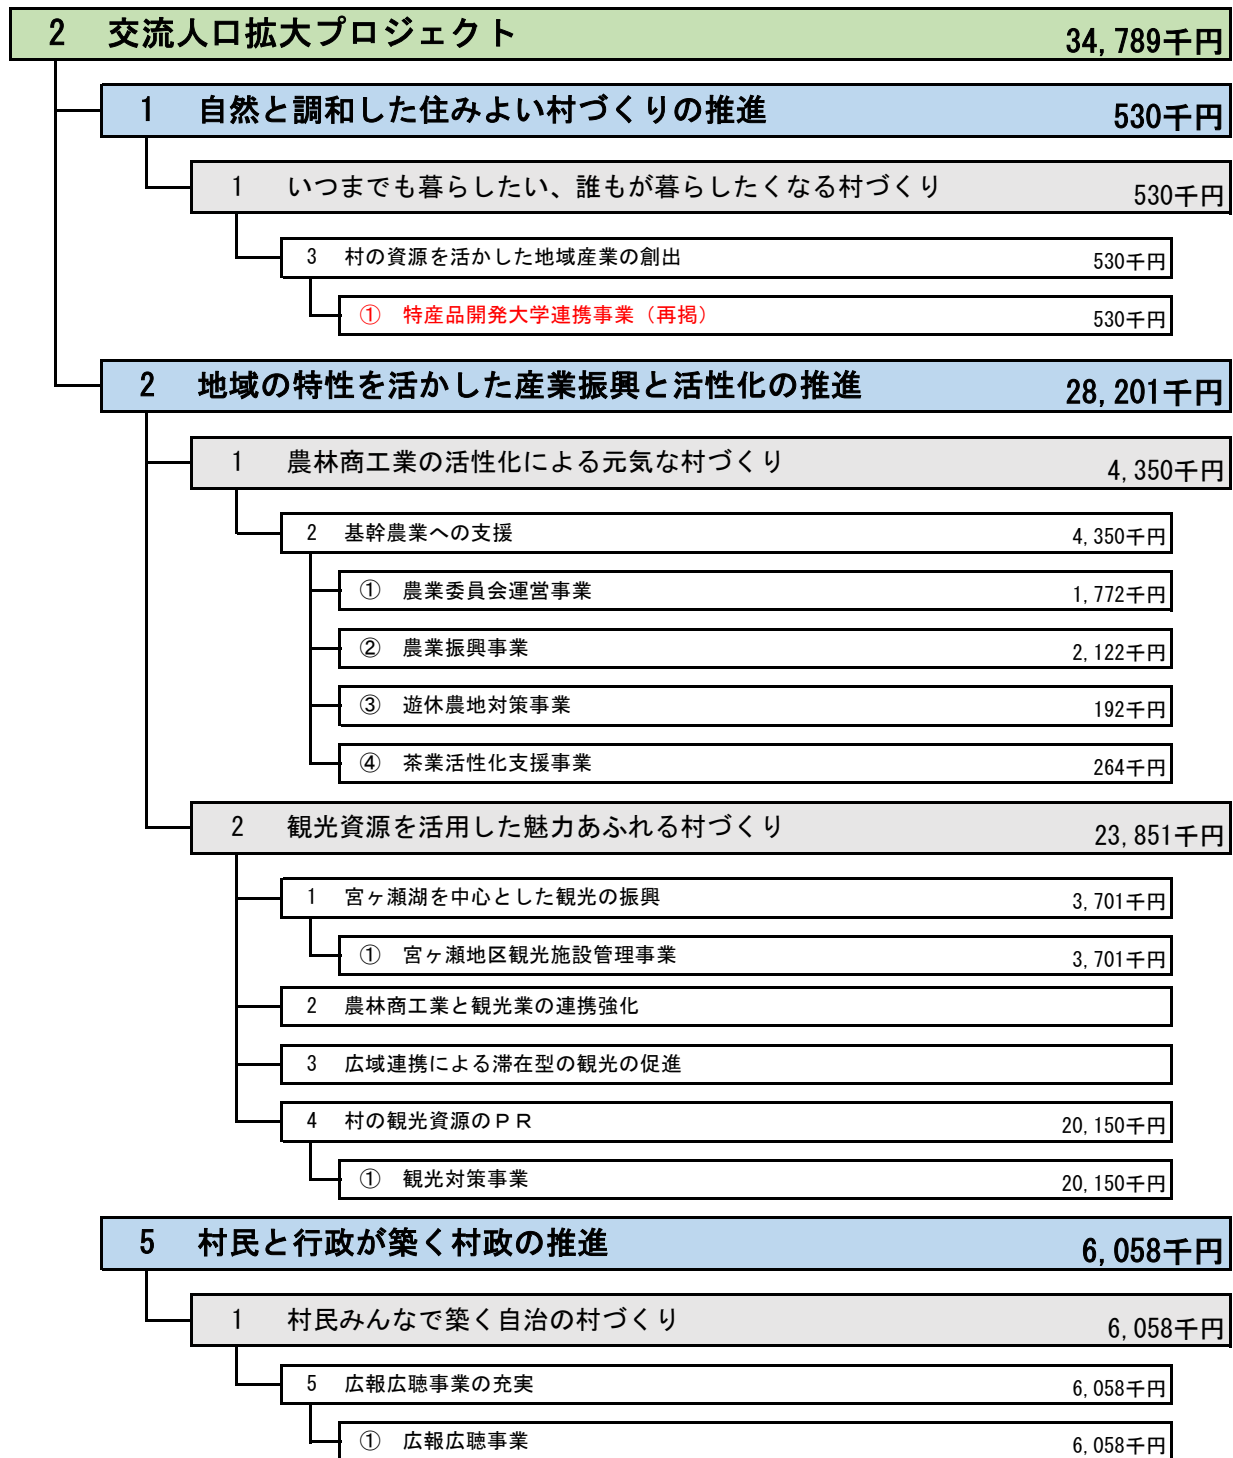 2 交流人口拡大プロジェクト 34,789千円
1 自然と調和した住みよい村づくりの推進 530千円
1 いつまでも暮らしたい、誰もが暮らしたくなる村づくり 530千円
3 村の資源を活かした地域産業の創出 530千円
① 特産品開発大学連携事業（再掲） 530千円
2 地域の特性を活かした産業振興と活性化の推進 28,201千円
1 農林商工業の活性化による元気な村づくり 4,350千円
2 基幹農業への支援 4,350千円
① 農業委員会運営事業 1,772千円
② 農業振興事業 2,122千円
③ 遊休農地対策事業 192千円
④ 茶業活性化支援事業 264千円
2 観光資源を活用した魅力あふれる村づくり 23,851千円
1 宮ヶ瀬湖を中心とした観光の振興 3,701千円
① 宮ヶ瀬地区観光施設管理事業 3,701千円
2 農林商工業と観光業の連携強化
3 広域連携による滞在型の観光の促進
4 村の観光資源のＰＲ 20,150千円
① 観光対策事業 20,150千円
5 村民と行政が築く村政の推進 6,058千円
1 村民みんなで築く自治の村づくり 6,058千円
5 広報広聴事業の充実 6,058千円
① 広報広聴事業 6,058千円